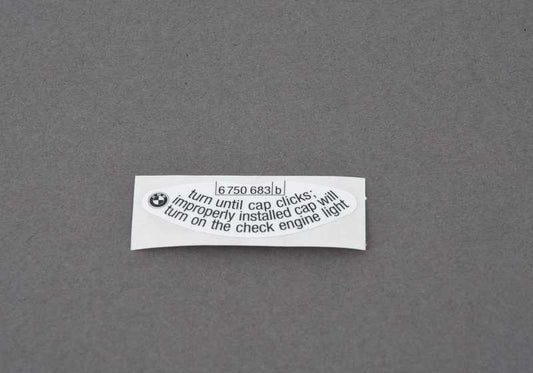 6 750 683 b
turn until cap clicks;
improperly installed cap will
turn on the check engine light